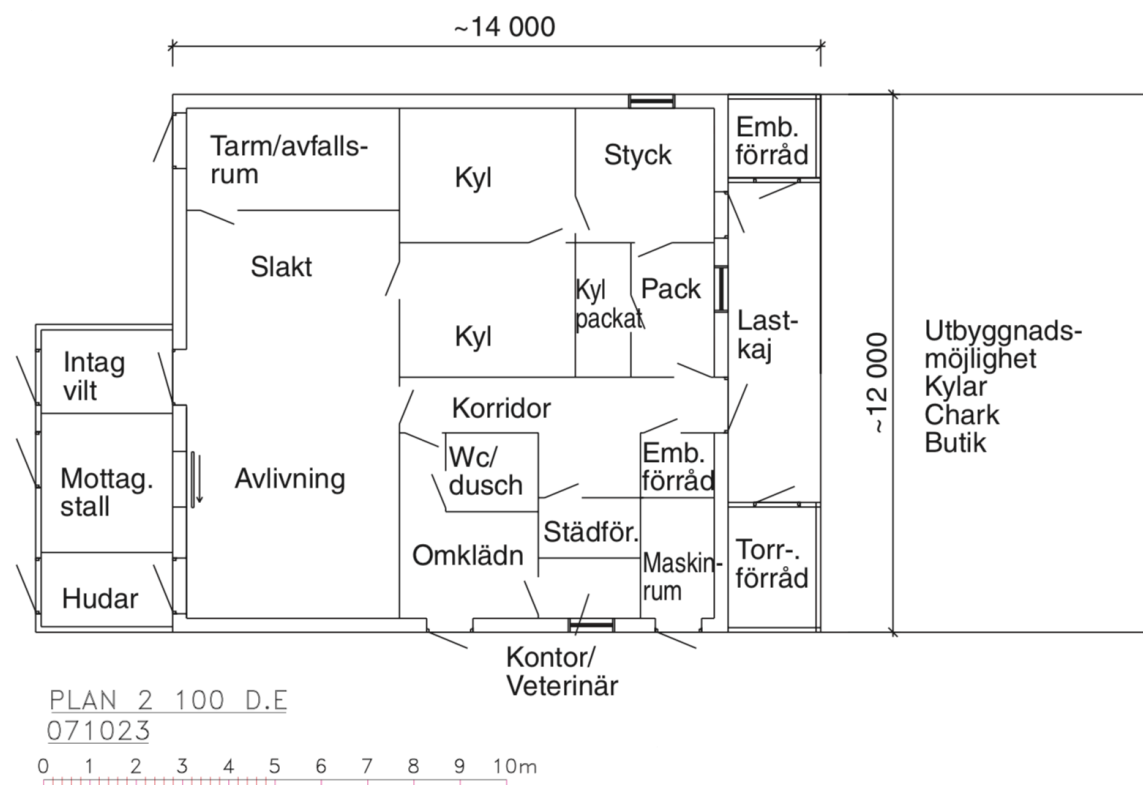 ~14 000
Tarm/avfalls-
rum
Kyl
Styck
Emb.
förråd
Slakt
Kyl
Kyl
packat
Pack
Last-
kaj
~12 000
Utbyggnads-
möjlighet
Kylar
Chark
Butik
Intag
vilt
Korridor
Mottag.
stall
Avlivning
Wc/
dusch
Emb.
förråd
Städför.
Omklädn
Maskin-
rum
Torr-.
förråd
Hudar
Kontor/
Veterinär
PLAN 2 100 D.E
071023
0 1 2 3 4 5 6 7 8 9 10m